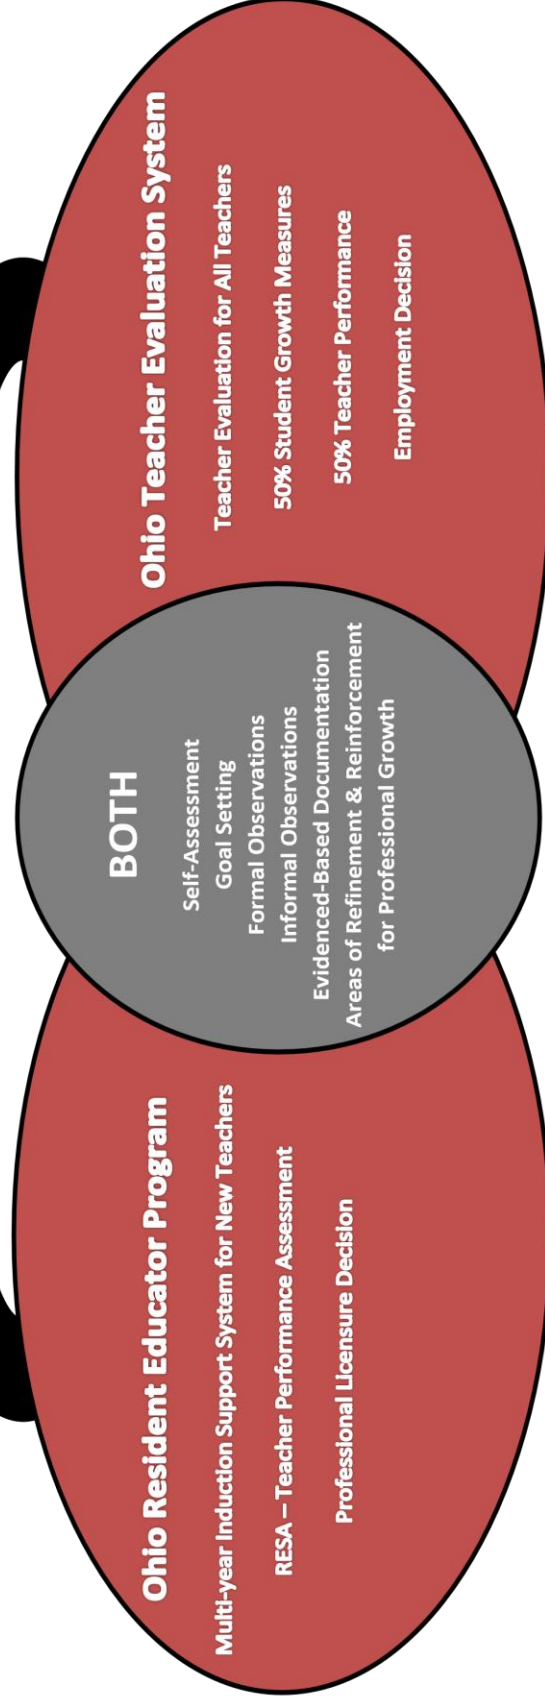 Ohio Resident Educator Program
Multi-year Induction Support System for New Teachers
RESA – Teacher Performance Assessment
Professional Licensure Decision
BOTH
Self-Assessment
Goal Setting
Formal Observations
Informal Observations
Evidenced-Based Documentation
Areas of Refinement & Reinforcement
for Professional Growth
Ohio Teacher Evaluation System
Teacher Evaluation for All Teachers
50% Student Growth Measures
50% Teacher Performance
Employment Decision